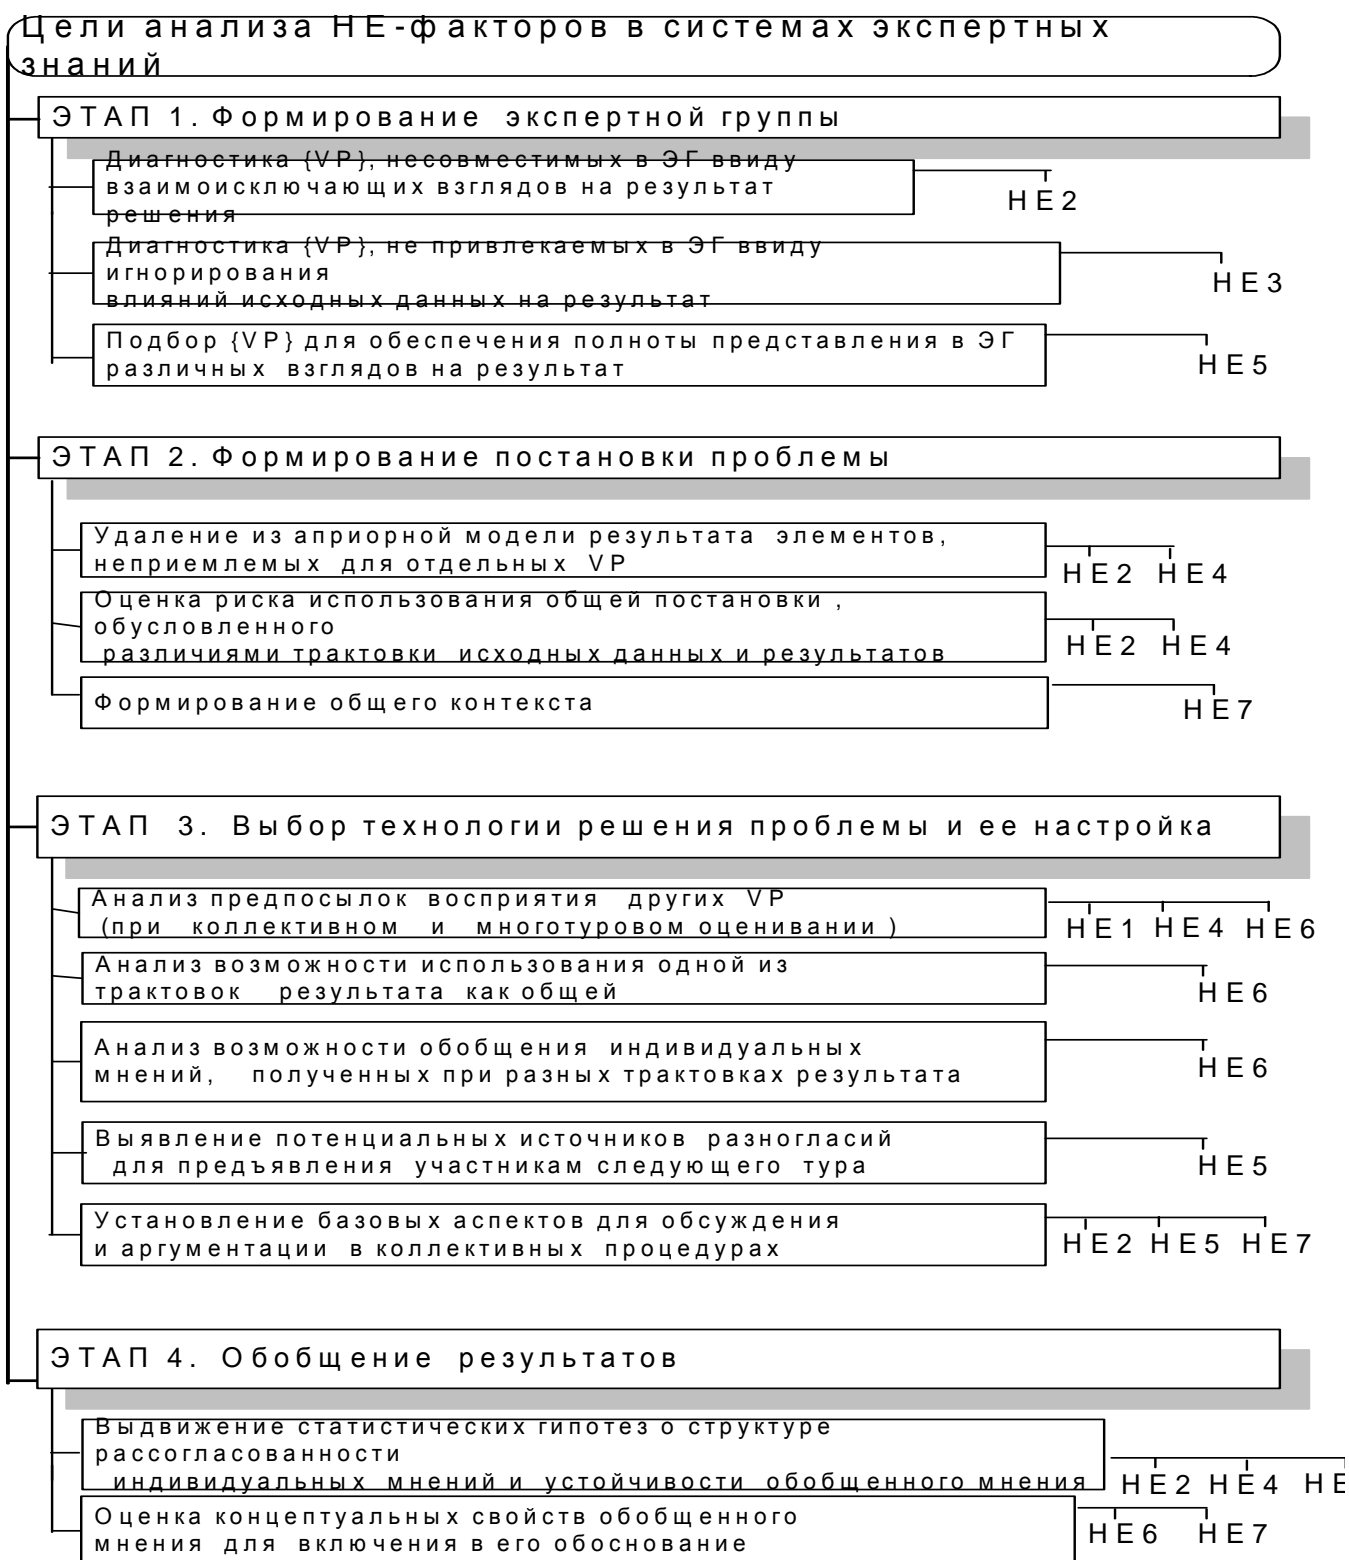 Цели анализа НЕ-факторов в системах экспертных
знаний
ЭТАП 1. Формирование экспертной группы
Диагностика {VP}, несовместимых в ЭГ ввиду
взаимоисключающих взглядов на результат
решения
НЕ2
Диагностика {VP}, не привлекаемых в ЭГ ввиду
игнорирования
влияний исходных данных на результат
НЕ3
Подбор {VP} для обеспечения полноты представления в ЭГ
различных взглядов на результат
НЕ5
ЭТАП 2. Формирование постановки проблемы
Удаление из априорной модели результата элементов,
неприемлемых для отдельных VP
НЕ2 НЕ4
Оценка риска использования общей постановки ,
обусловленного
различиями трактовки исходных данных и результатов
НЕ2 НЕ4
Формирование общего контекста
НЕ7
ЭТАП 3. Выбор технологии решения проблемы и ее настройка
Анализ предпосылок восприятия других VP
(при коллективном и многотуровом оценивании )
НЕ1 НЕ4 НЕ6
Анализ возможности использования одной из
трактовок результата как общей
НЕ6
Анализ возможности обобщения индивидуальных
мнений, полученных при разных трактовках результата
НЕ6
Выявление потенциальных источников разногласий
для предъявления участникам следующего тура
НЕ5
Установление базовых аспектов для обсуждения
и аргументации в коллективных процедурах
НЕ2 НЕ5 НЕ7
ЭТАП 4. Обобщение результатов
Выдвижение статистических гипотез о структуре
рассогласованности
индивидуальных мнений и устойчивости обобщенного мнения
НЕ2 НЕ4 НЕ
Оценка концептуальных свойств обобщенного
мнения для включения в его обоснование
НЕ6 НЕ7